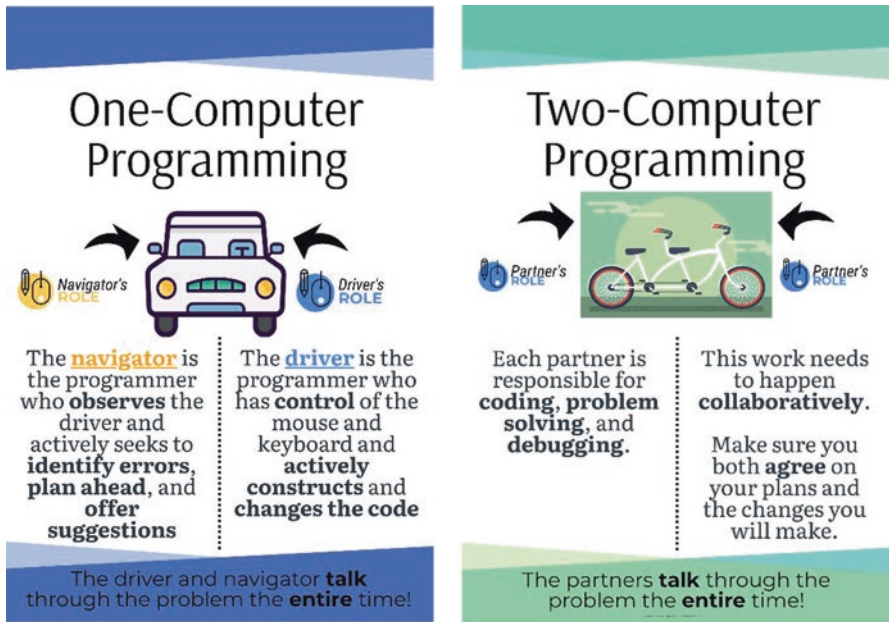 One-Computer
Programming
Navigator's
ROLE
Driver's
ROLE
The navigator is
the programmer
who observes the
driver and
actively seeks to
identify errors,
plan ahead, and
offer
suggestions
The driver is the
programmer who
has control of the
mouse and
keyboard and
actively
constructs and
changes the code
The driver and navigator talk
through the problem the entire time!
Two-Computer
Programming
Partner's
ROLE
Partner's
ROLE
Each partner is
responsible for
coding, problem
solving, and
debugging.
This work needs
to happen
collaboratively.
Make sure you
both agree on
your plans and
the changes you
will make.
The partners talk through the
problem the entire time!